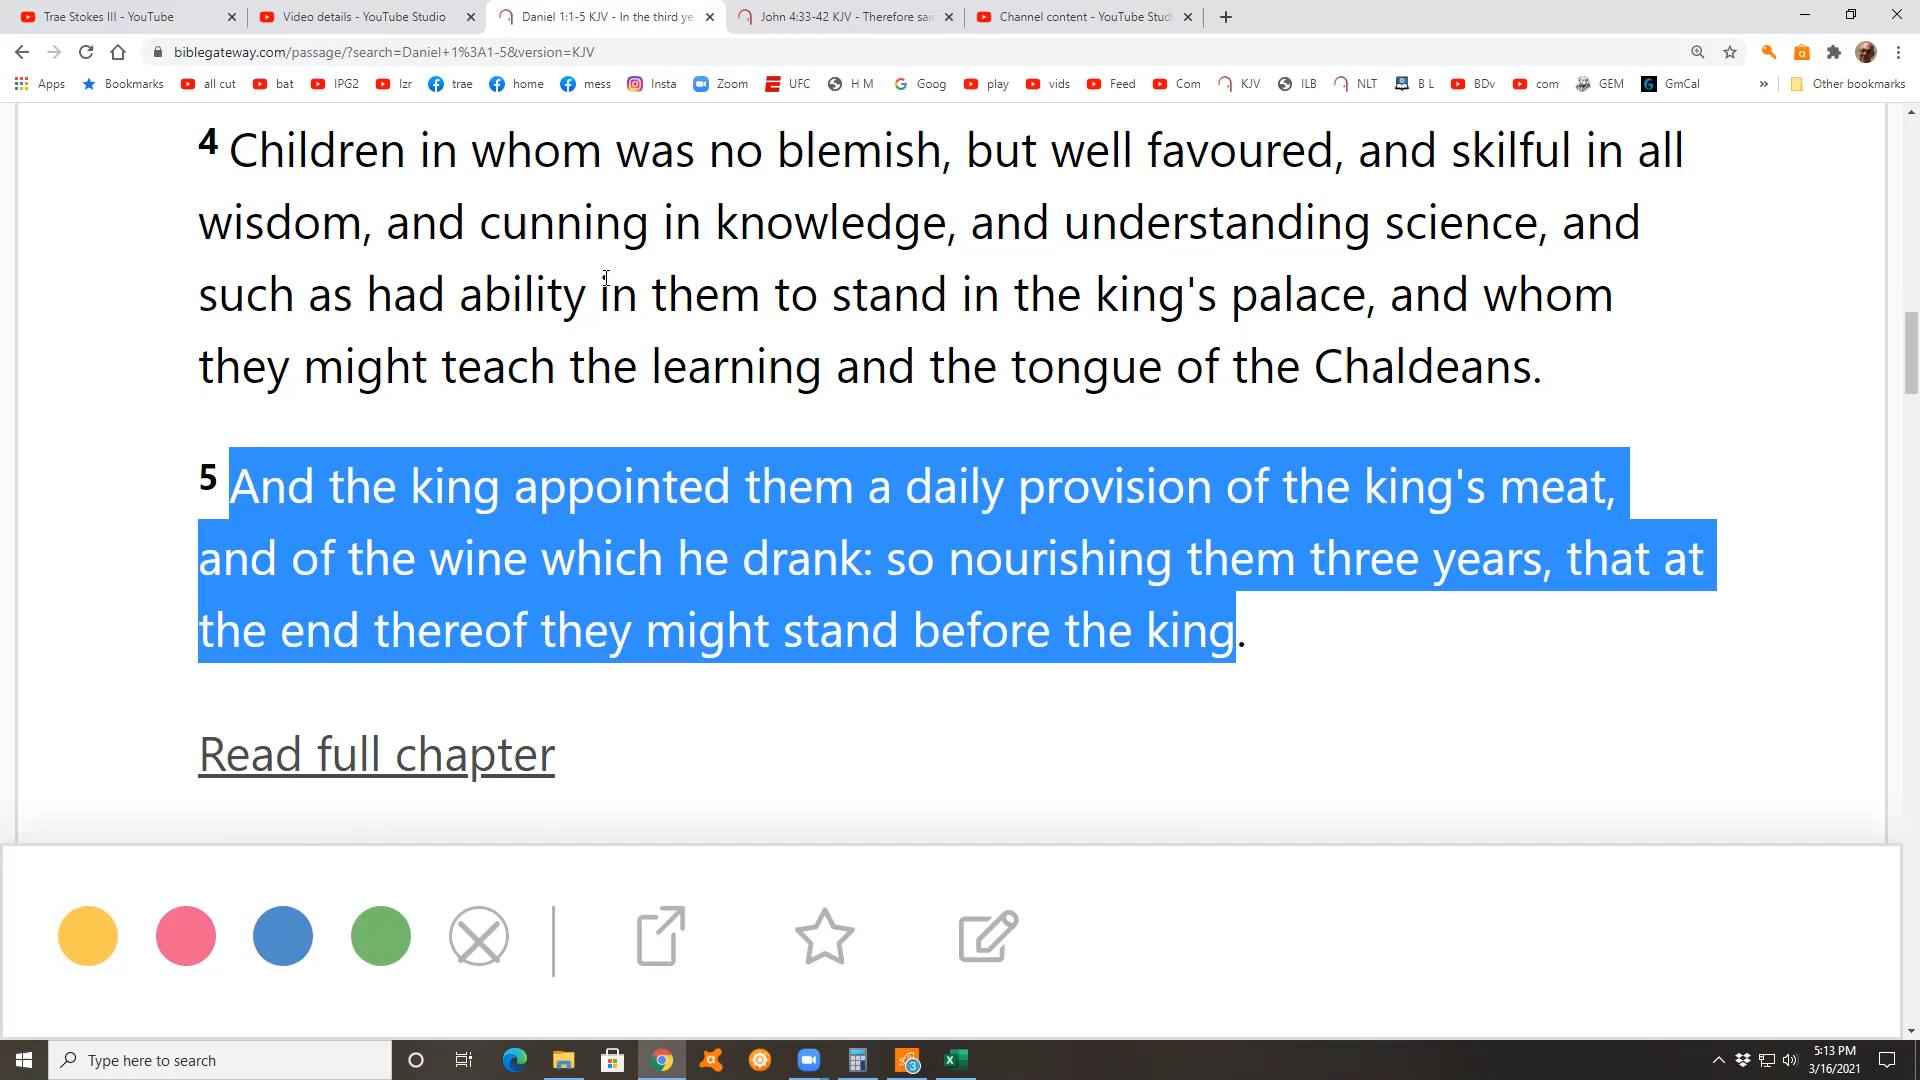 Trae Stokes III - YouTube
Video details - YouTube Studio
Daniel 1:1-5 KJV - In the third ye
John 4:33-42 KJV - Therefore sai
Channel content - YouTube Stud
biblegateway.com/passage/?search=Daniel+1%3A1-5&version=KJV
Apps Bookmarks all cut bat IPG2 lzr trae home mess Insta Zoom UFC H M Goog play vids Feed Com KJV ILB NLT B L BDv com GEM GmCal » Other bookmarks
4 Children in whom was no blemish, but well favoured, and skilful in all
wisdom, and cunning in knowledge, and understanding science, and
such as had ability in them to stand in the king's palace, and whom
they might teach the learning and the tongue of the Chaldeans.
5 And the king appointed them a daily provision of the king's meat,
and of the wine which he drank: so nourishing them three years, that at
the end thereof they might stand before the king.
Read full chapter
Type here to search
3
5:13 PM
3/16/2021